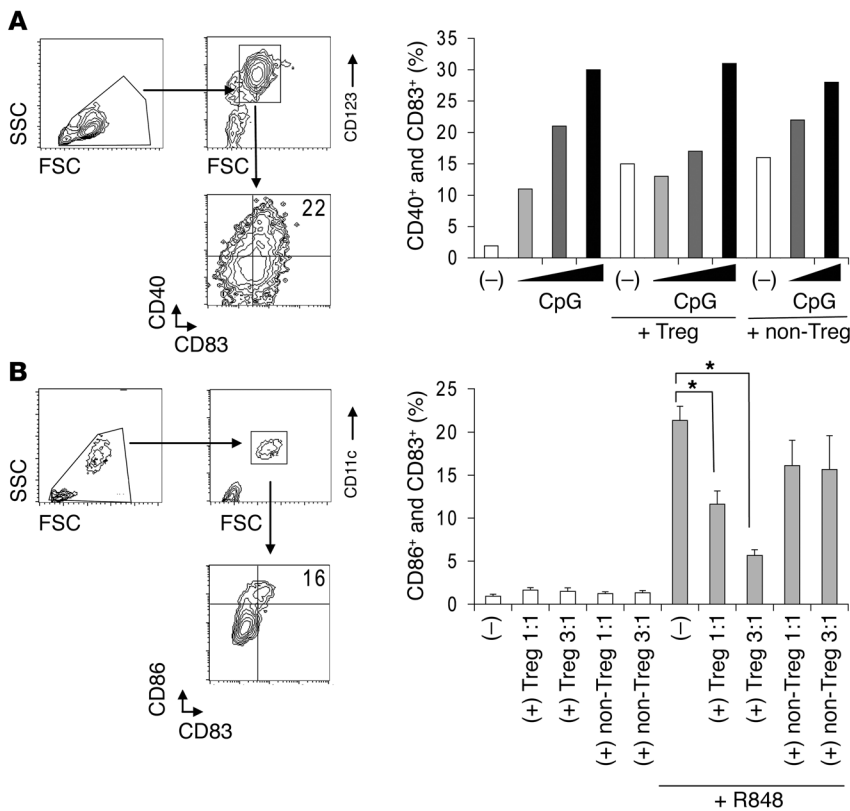 A
SSC
FSC
CD123
FSC
22
CD40
CD83
CD40⁺ and CD83⁺ (%)
35
30
25
20
15
10
5
0
(–)
(–)
(–)
CpG
CpG
CpG
+ Treg
+ non-Treg
B
SSC
FSC
CD11c
FSC
16
CD86
CD83
CD86⁺ and CD83⁺ (%)
25
20
15
10
5
0
*
*
(–)
(+) Treg 1:1
(+) Treg 3:1
(+) non-Treg 1:1
(+) non-Treg 3:1
(–)
(+) Treg 1:1
(+) Treg 3:1
(+) non-Treg 1:1
(+) non-Treg 3:1
+ R848